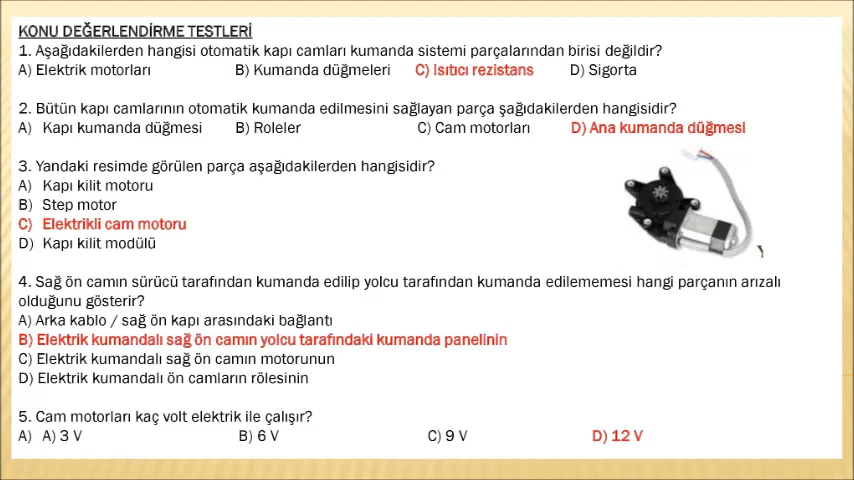 KONU DEĞERLENDİRME TESTLERİ
1. Aşağıdakilerden hangisi otomatik kapı camları kumanda sistemi parçalarından birisi değildir?
A) Elektrik motorları B) Kumanda düğmeleri C) Isıtıcı rezistans D) Sigorta
2. Bütün kapı camlarının otomatik kumanda edilmesini sağlayan parça şağıdakilerden hangisidir?
A) Kapı kumanda düğmesi B) Roleler C) Cam motorları D) Ana kumanda düğmesi
3. Yandaki resimde görülen parça aşağıdakilerden hangisidir?
A) Kapı kilit motoru
B) Step motor
C) Elektrikli cam motoru
D) Kapı kilit modülü
4. Sağ ön camın sürücü tarafından kumanda edilip yolcu tarafından kumanda edilememesi hangi parçanın arızalı
olduğunu gösterir?
A) Arka kablo / sağ ön kapı arasındaki bağlantı
B) Elektrik kumandalı sağ ön camın yolcu tarafındaki kumanda panelinin
C) Elektrik kumandalı sağ ön camın motorunun
D) Elektrik kumandalı ön camların rölesinin
5. Cam motorları kaç volt elektrik ile çalışır?
A) A) 3 V B) 6 V C) 9 V D) 12 V